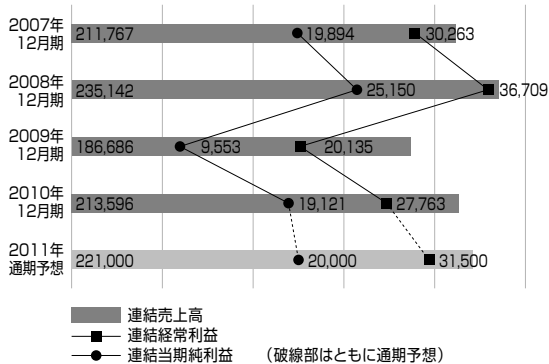 2007年
12月期
211,767 19,894 30,263
2008年
12月期
235,142 25,150 36,709
2009年
12月期
186,686 9,553 20,135
2010年
12月期
213,596 19,121 27,763
2011年
通期予想
221,000 20,000 31,500
連結売上高
連結経常利益
連結当期純利益 (破線部はともに通期予想)